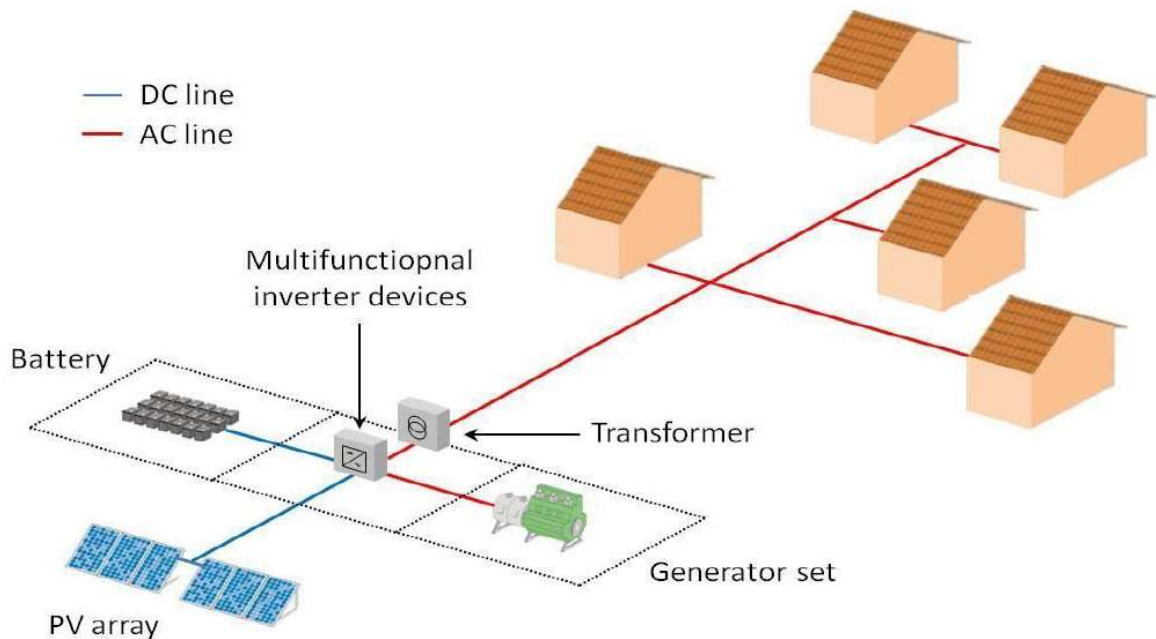 DC line
AC line
Multifunctiopnal
inverter devices
Battery
Transformer
Generator set
PV array